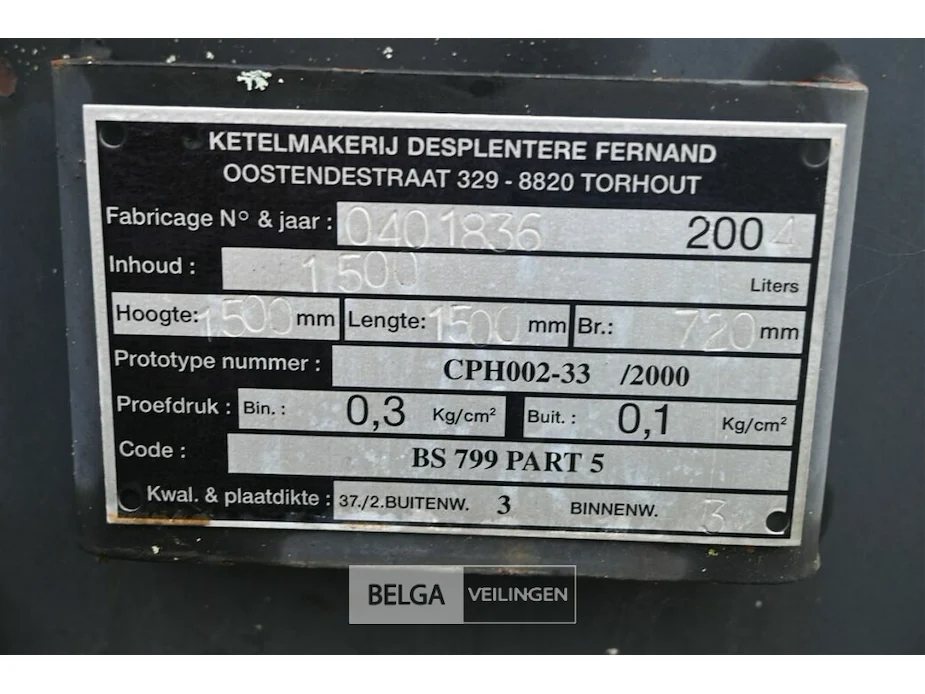 KETELMAKERIJ DESPLENTERE FERNAND
OOSTENDESTRAAT 329 - 8820 TORHOUT
Fabricage N° & jaar : 0401836 2004
Inhoud : 1500 Liters
Hoogte: 1500 mm Lengte: 1500 mm Br.: 720 mm
Prototype nummer : CPH002-33 /2000
Proefdruk : Bin. : 0,3 Kg/cm² Buit. : 0,1 Kg/cm²
Code : BS 799 PART 5
Kwal. & plaatdikte : 37./2.BUITENW. 3 BINNENW. 3
BELGA VEILINGEN